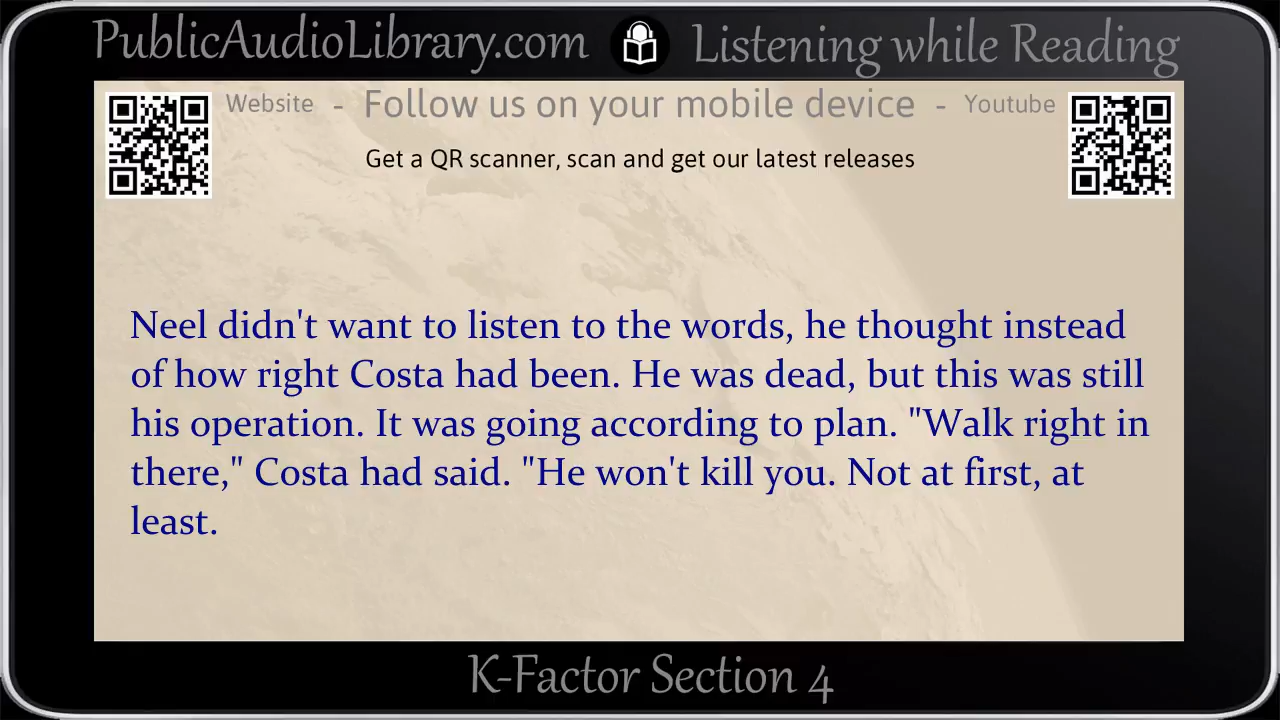 PublicAudioLibrary.com Listening while Reading
Website - Follow us on your mobile device - Youtube
Get a QR scanner, scan and get our latest releases
Neel didn't want to listen to the words, he thought instead
of how right Costa had been. He was dead, but this was still
his operation. It was going according to plan. "Walk right in
there," Costa had said. "He won't kill you. Not at first, at
least.
K-Factor Section 4